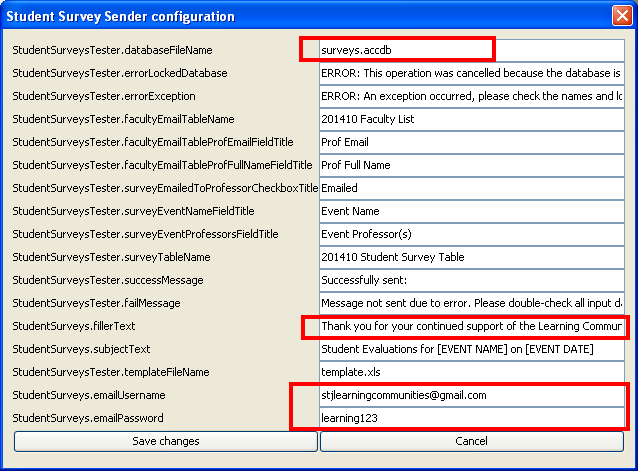 Student Survey Sender configuration
StudentSurveysTester.databaseFileName surveys.accdb
StudentSurveysTester.errorLockedDatabase ERROR: This operation was cancelled because the database is
StudentSurveysTester.errorException ERROR: An exception occurred, please check the names and lo
StudentSurveysTester.facultyEmailTableName 201410 Faculty List
StudentSurveysTester.facultyEmailTableProfEmailFieldTitle Prof Email
StudentSurveysTester.facultyEmailTableProfFullNameFieldTitle Prof Full Name
StudentSurveysTester.surveyEmailedToProfessorCheckboxTitle Emailed
StudentSurveysTester.surveyEventNameFieldTitle Event Name
StudentSurveysTester.surveyEventProfessorsFieldTitle Event Professor(s)
StudentSurveysTester.surveyTableName 201410 Student Survey Table
StudentSurveysTester.successMessage Successfully sent:
StudentSurveysTester.failMessage Message not sent due to error. Please double-check all input da
StudentSurveys.fillerText Thank you for your continued support of the Learning Commun
StudentSurveys.subjectText Student Evaluations for [EVENT NAME] on [EVENT DATE]
StudentSurveys.templateFileName template.xls
StudentSurveys.emailUsername stjlearningcommunities@gmail.com
StudentSurveys.emailPassword learning123
Save changes Cancel